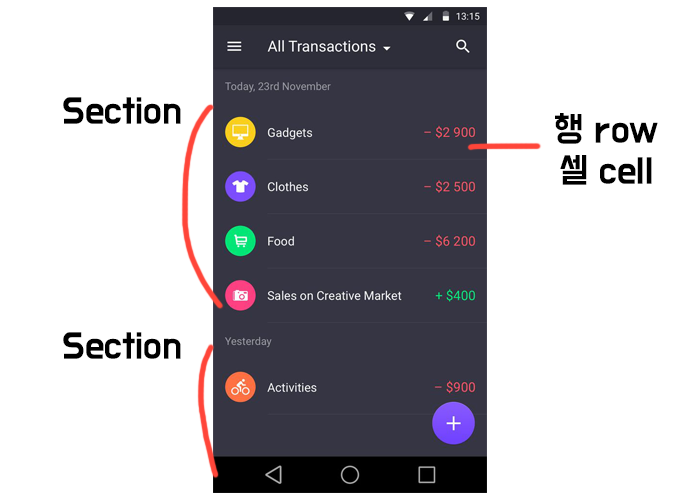 13:15
All Transactions
Today, 23rd November
Section
Gadgets
– $2 900
행 row
셀 cell
Clothes
– $2 500
Food
– $6 200
Sales on Creative Market
+ $400
Section
Yesterday
Activities
– $900
+